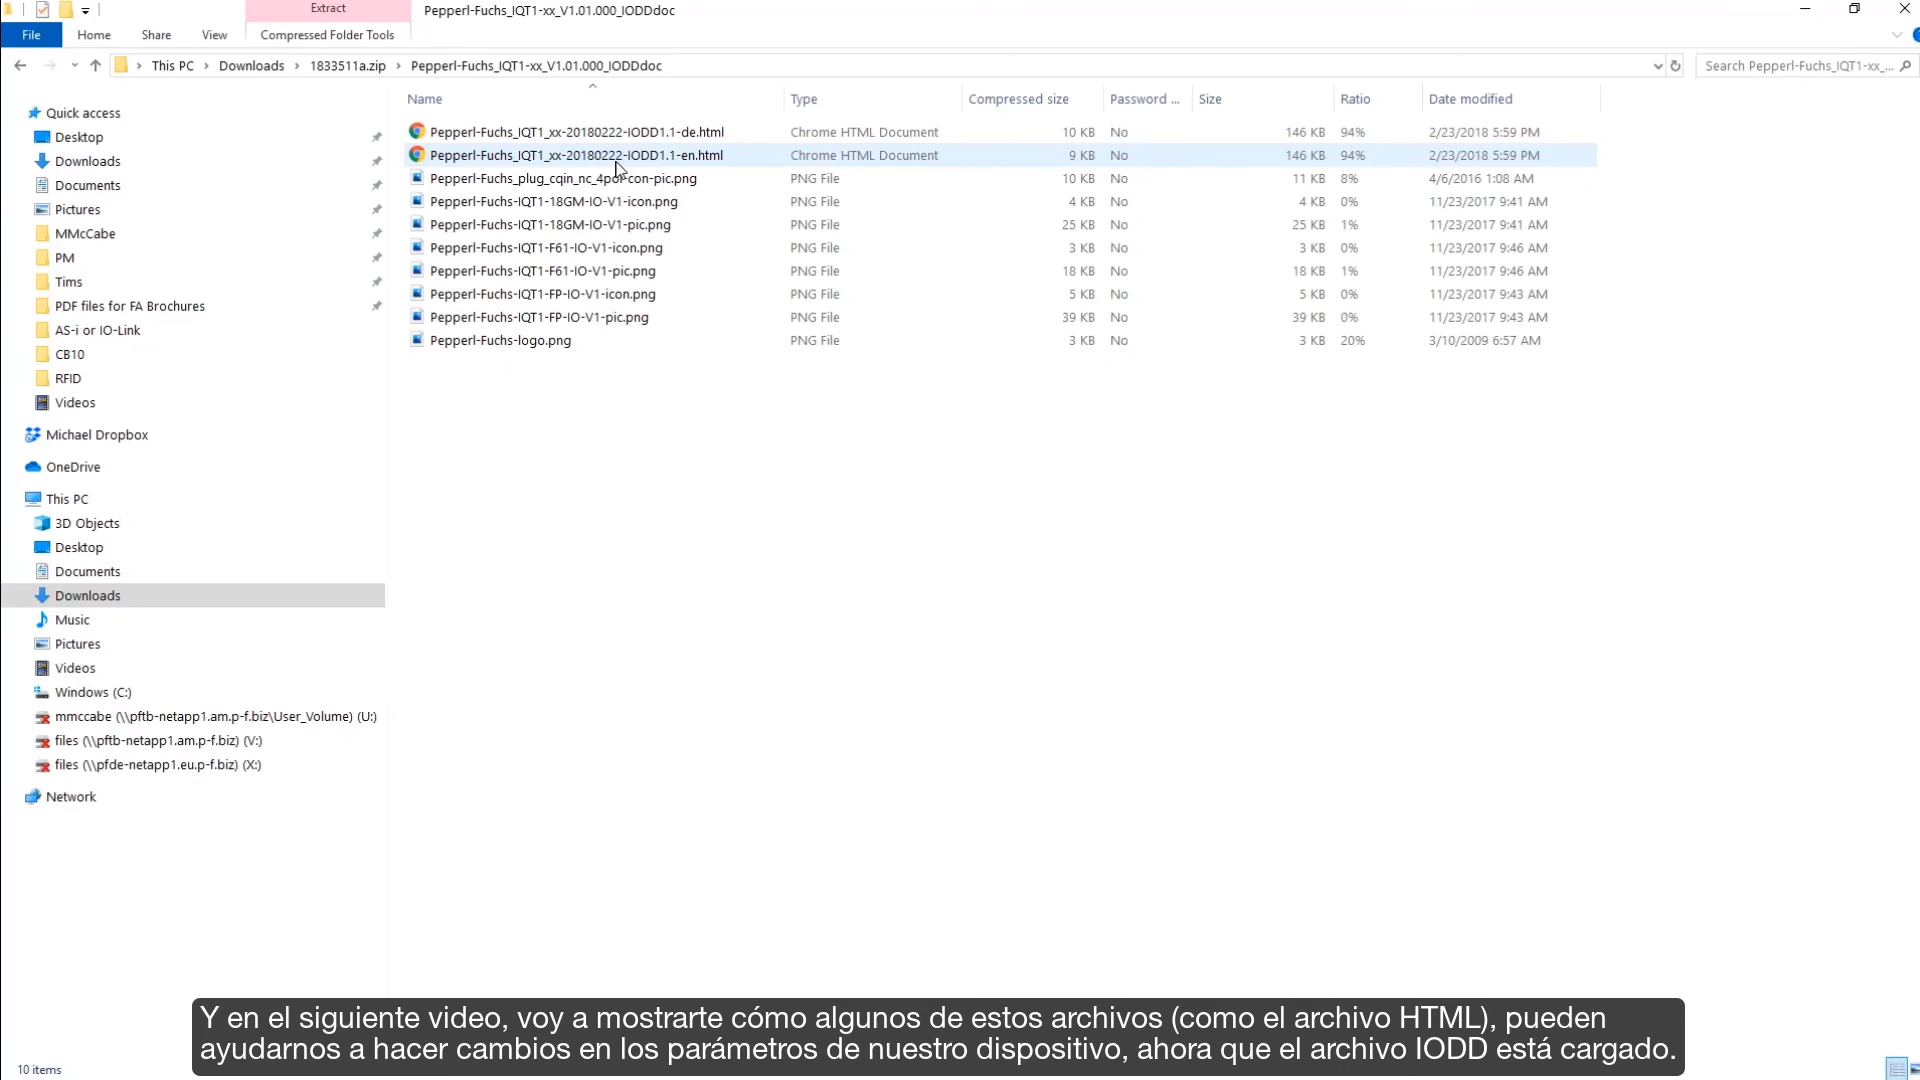 Extract
Pepperl-Fuchs_IQT1-xx_V1.01.000_IODDdoc
File Home Share View Compressed Folder Tools
This PC Downloads 1833511a.zip Pepperl-Fuchs_IQT1-xx_V1.01.000_IODDdoc Search Pepperl-Fuchs_IQT1-xx_...
Name Type Compressed size Password ... Size Ratio Date modified
Pepperl-Fuchs_IQT1_xx-20180222-IODD1.1-de.html Chrome HTML Document 10 KB No 146 KB 94% 2/23/2018 5:59 PM
Pepperl-Fuchs_IQT1_xx-20180222-IODD1.1-en.html Chrome HTML Document 9 KB No 146 KB 94% 2/23/2018 5:59 PM
Pepperl-Fuchs_plug_cqin_nc_4pol-con-pic.png PNG File 10 KB No 11 KB 8% 4/6/2016 1:08 AM
Pepperl-Fuchs-IQT1-18GM-IO-V1-icon.png PNG File 4 KB No 4 KB 0% 11/23/2017 9:41 AM
Pepperl-Fuchs-IQT1-18GM-IO-V1-pic.png PNG File 25 KB No 25 KB 1% 11/23/2017 9:41 AM
Pepperl-Fuchs-IQT1-F61-IO-V1-icon.png PNG File 3 KB No 3 KB 0% 11/23/2017 9:46 AM
Pepperl-Fuchs-IQT1-F61-IO-V1-pic.png PNG File 18 KB No 18 KB 1% 11/23/2017 9:46 AM
Pepperl-Fuchs-IQT1-FP-IO-V1-icon.png PNG File 5 KB No 5 KB 0% 11/23/2017 9:43 AM
Pepperl-Fuchs-IQT1-FP-IO-V1-pic.png PNG File 39 KB No 39 KB 0% 11/23/2017 9:43 AM
Pepperl-Fuchs-logo.png PNG File 3 KB No 3 KB 20% 3/10/2009 6:57 AM
Quick access
Desktop
Downloads
Documents
Pictures
MMcCabe
PM
Tims
PDF files for FA Brochures
AS-i or IO-Link
CB10
RFID
Videos
Michael Dropbox
OneDrive
This PC
3D Objects
Desktop
Documents
Downloads
Music
Pictures
Videos
Windows (C:)
mmccabe (\\pftb-netapp1.am.p-f.biz\User_Volume) (U:)
files (\\pftb-netapp1.am.p-f.biz) (V:)
files (\\pfde-netapp1.eu.p-f.biz) (X:)
Network
Y en el siguiente video, voy a mostrarte cómo algunos de estos archivos (como el archivo HTML), pueden
ayudarnos a hacer cambios en los parámetros de nuestro dispositivo, ahora que el archivo IODD está cargado.
10 items